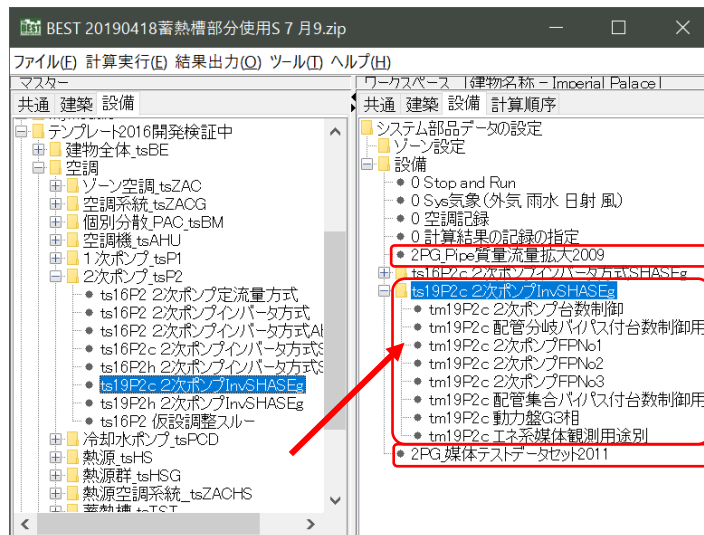 BEST 20190418蓄熱槽部分使用S７月9.zip
ファイル(F) 計算実行(E) 結果出力(O) ツール(T) ヘルプ(H)
マスター
共通 建築 設備
テンプレート2016開発検証中
建物全体_tsBE
空調
ゾーン空調_tsZAC
空調系統_tsZACG
個別分散_PAC_tsBM
空調機_tsAHU
１次ポンプ_tsP1
２次ポンプ_tsP2
ts16P2 ２次ポンプ定流量方式
ts16P2 ２次ポンプインバータ方式
ts16P2 ２次ポンプインバータ方式AE
ts16P2c ２次ポンプインバータ方式S
ts16P2h ２次ポンプインバータ方式S
ts19P2c ２次ポンプInvSHASEg
ts19P2h ２次ポンプInvSHASEg
ts16P2 仮設調整スルー
冷却水ポンプ_tsPCD
熱源_tsHS
熱源群_tsHSG
熱源空調系統_tsZACHS
蓄熱槽_tsTST
ワークスペース [建物名称 - Imperial Palace]
共通 建築 設備 計算順序
システム部品データの設定
ゾーン設定
設備
0 Stop and Run
0 Sys気象(外気 雨水 日射 風)
0 空調記録
0 計算結果の記録の指定
2PG_Pipe質量流量拡大2009
ts16P2c ２次ポンプインバータ方式SHASEg
ts19P2c ２次ポンプInvSHASEg
tm19P2c ２次ポンプ台数制御
tm19P2c 配管分岐バイパス付台数制御用
tm19P2c ２次ポンプFPNo1
tm19P2c ２次ポンプFPNo2
tm19P2c ２次ポンプFPNo3
tm19P2c 配管集合バイパス付台数制御用
tm19P2c 動力盤G3相
tm19P2c エネ系媒体観測用途別
2PG_媒体テストデータセット2011